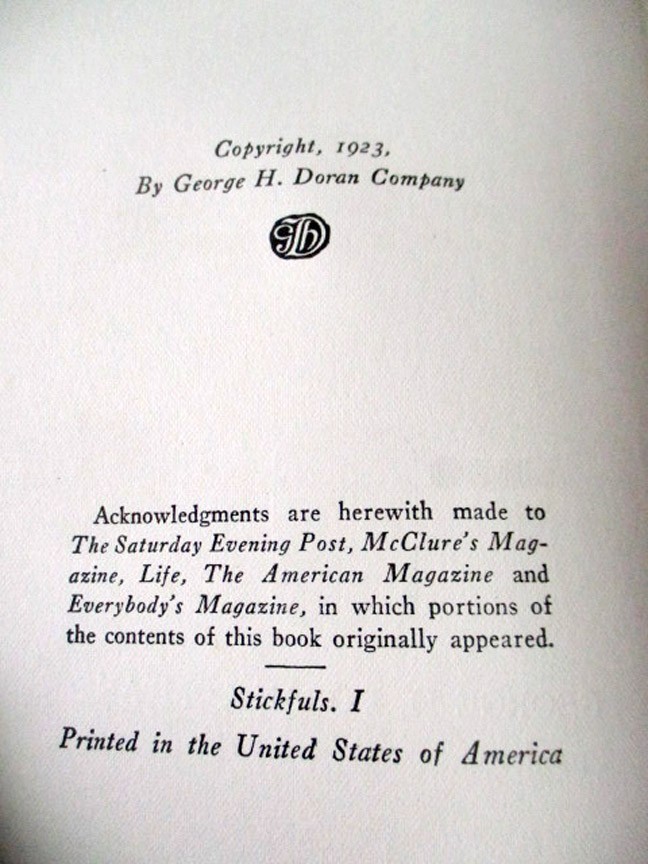 Copyright, 1923,
By George H. Doran Company
GHD
Acknowledgments are herewith made to
The Saturday Evening Post, McClure's Mag-
azine, Life, The American Magazine and
Everybody's Magazine, in which portions of
the contents of this book originally appeared.
Stickfuls. I
Printed in the United States of America